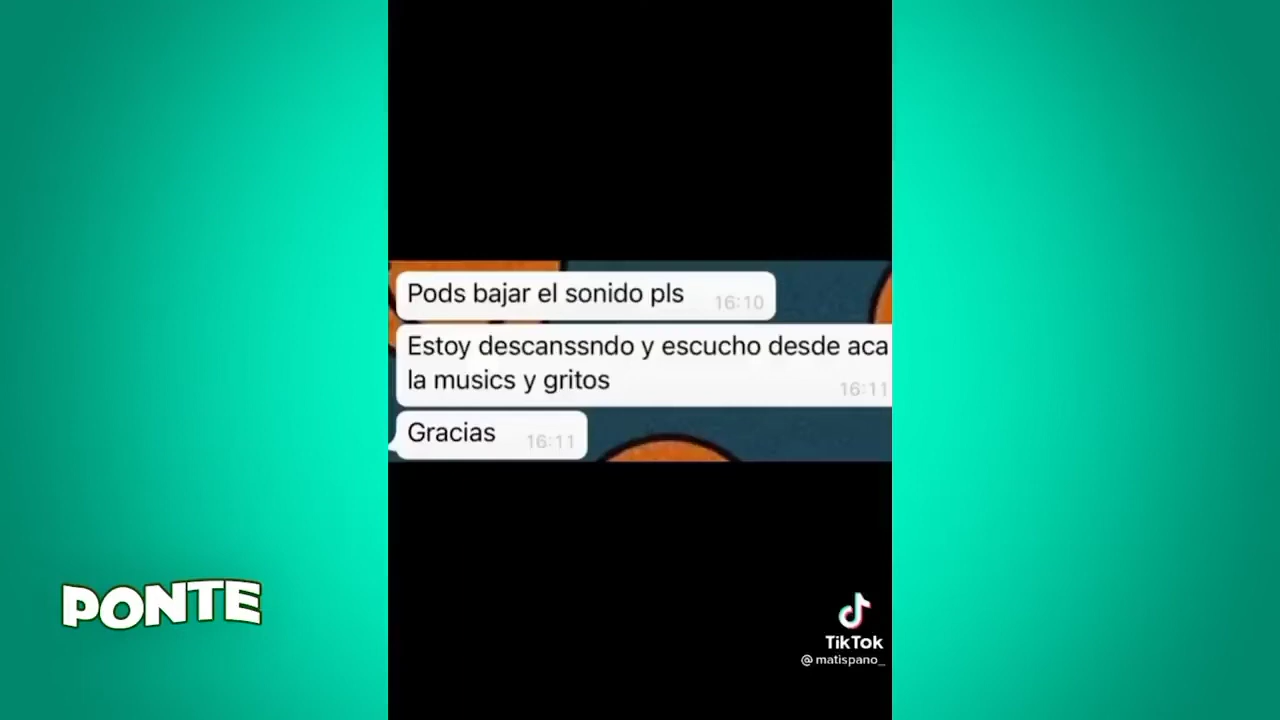 Pods bajar el sonido pls
16:10
Estoy descanssndo y escucho desde aca
la musics y gritos
16:11
Gracias
16:11
PONTE
TikTok
@matispano_